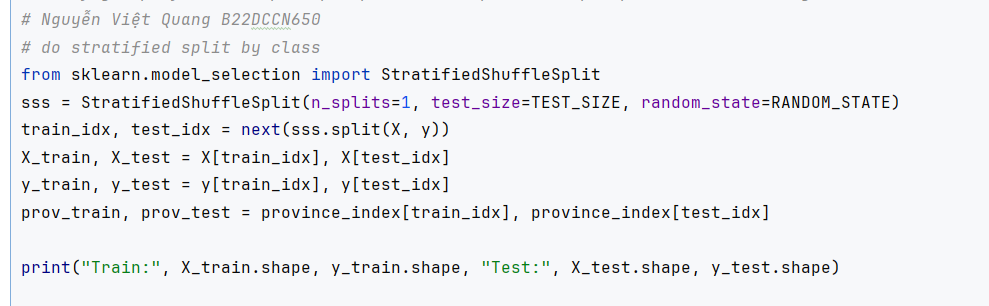 # Nguyễn Việt Quang B22DCCN650
# do stratified split by class
from sklearn.model_selection import StratifiedShuffleSplit
sss = StratifiedShuffleSplit(n_splits=1, test_size=TEST_SIZE, random_state=RANDOM_STATE)
train_idx, test_idx = next(sss.split(X, y))
X_train, X_test = X[train_idx], X[test_idx]
y_train, y_test = y[train_idx], y[test_idx]
prov_train, prov_test = province_index[train_idx], province_index[test_idx]
print("Train:", X_train.shape, y_train.shape, "Test:", X_test.shape, y_test.shape)